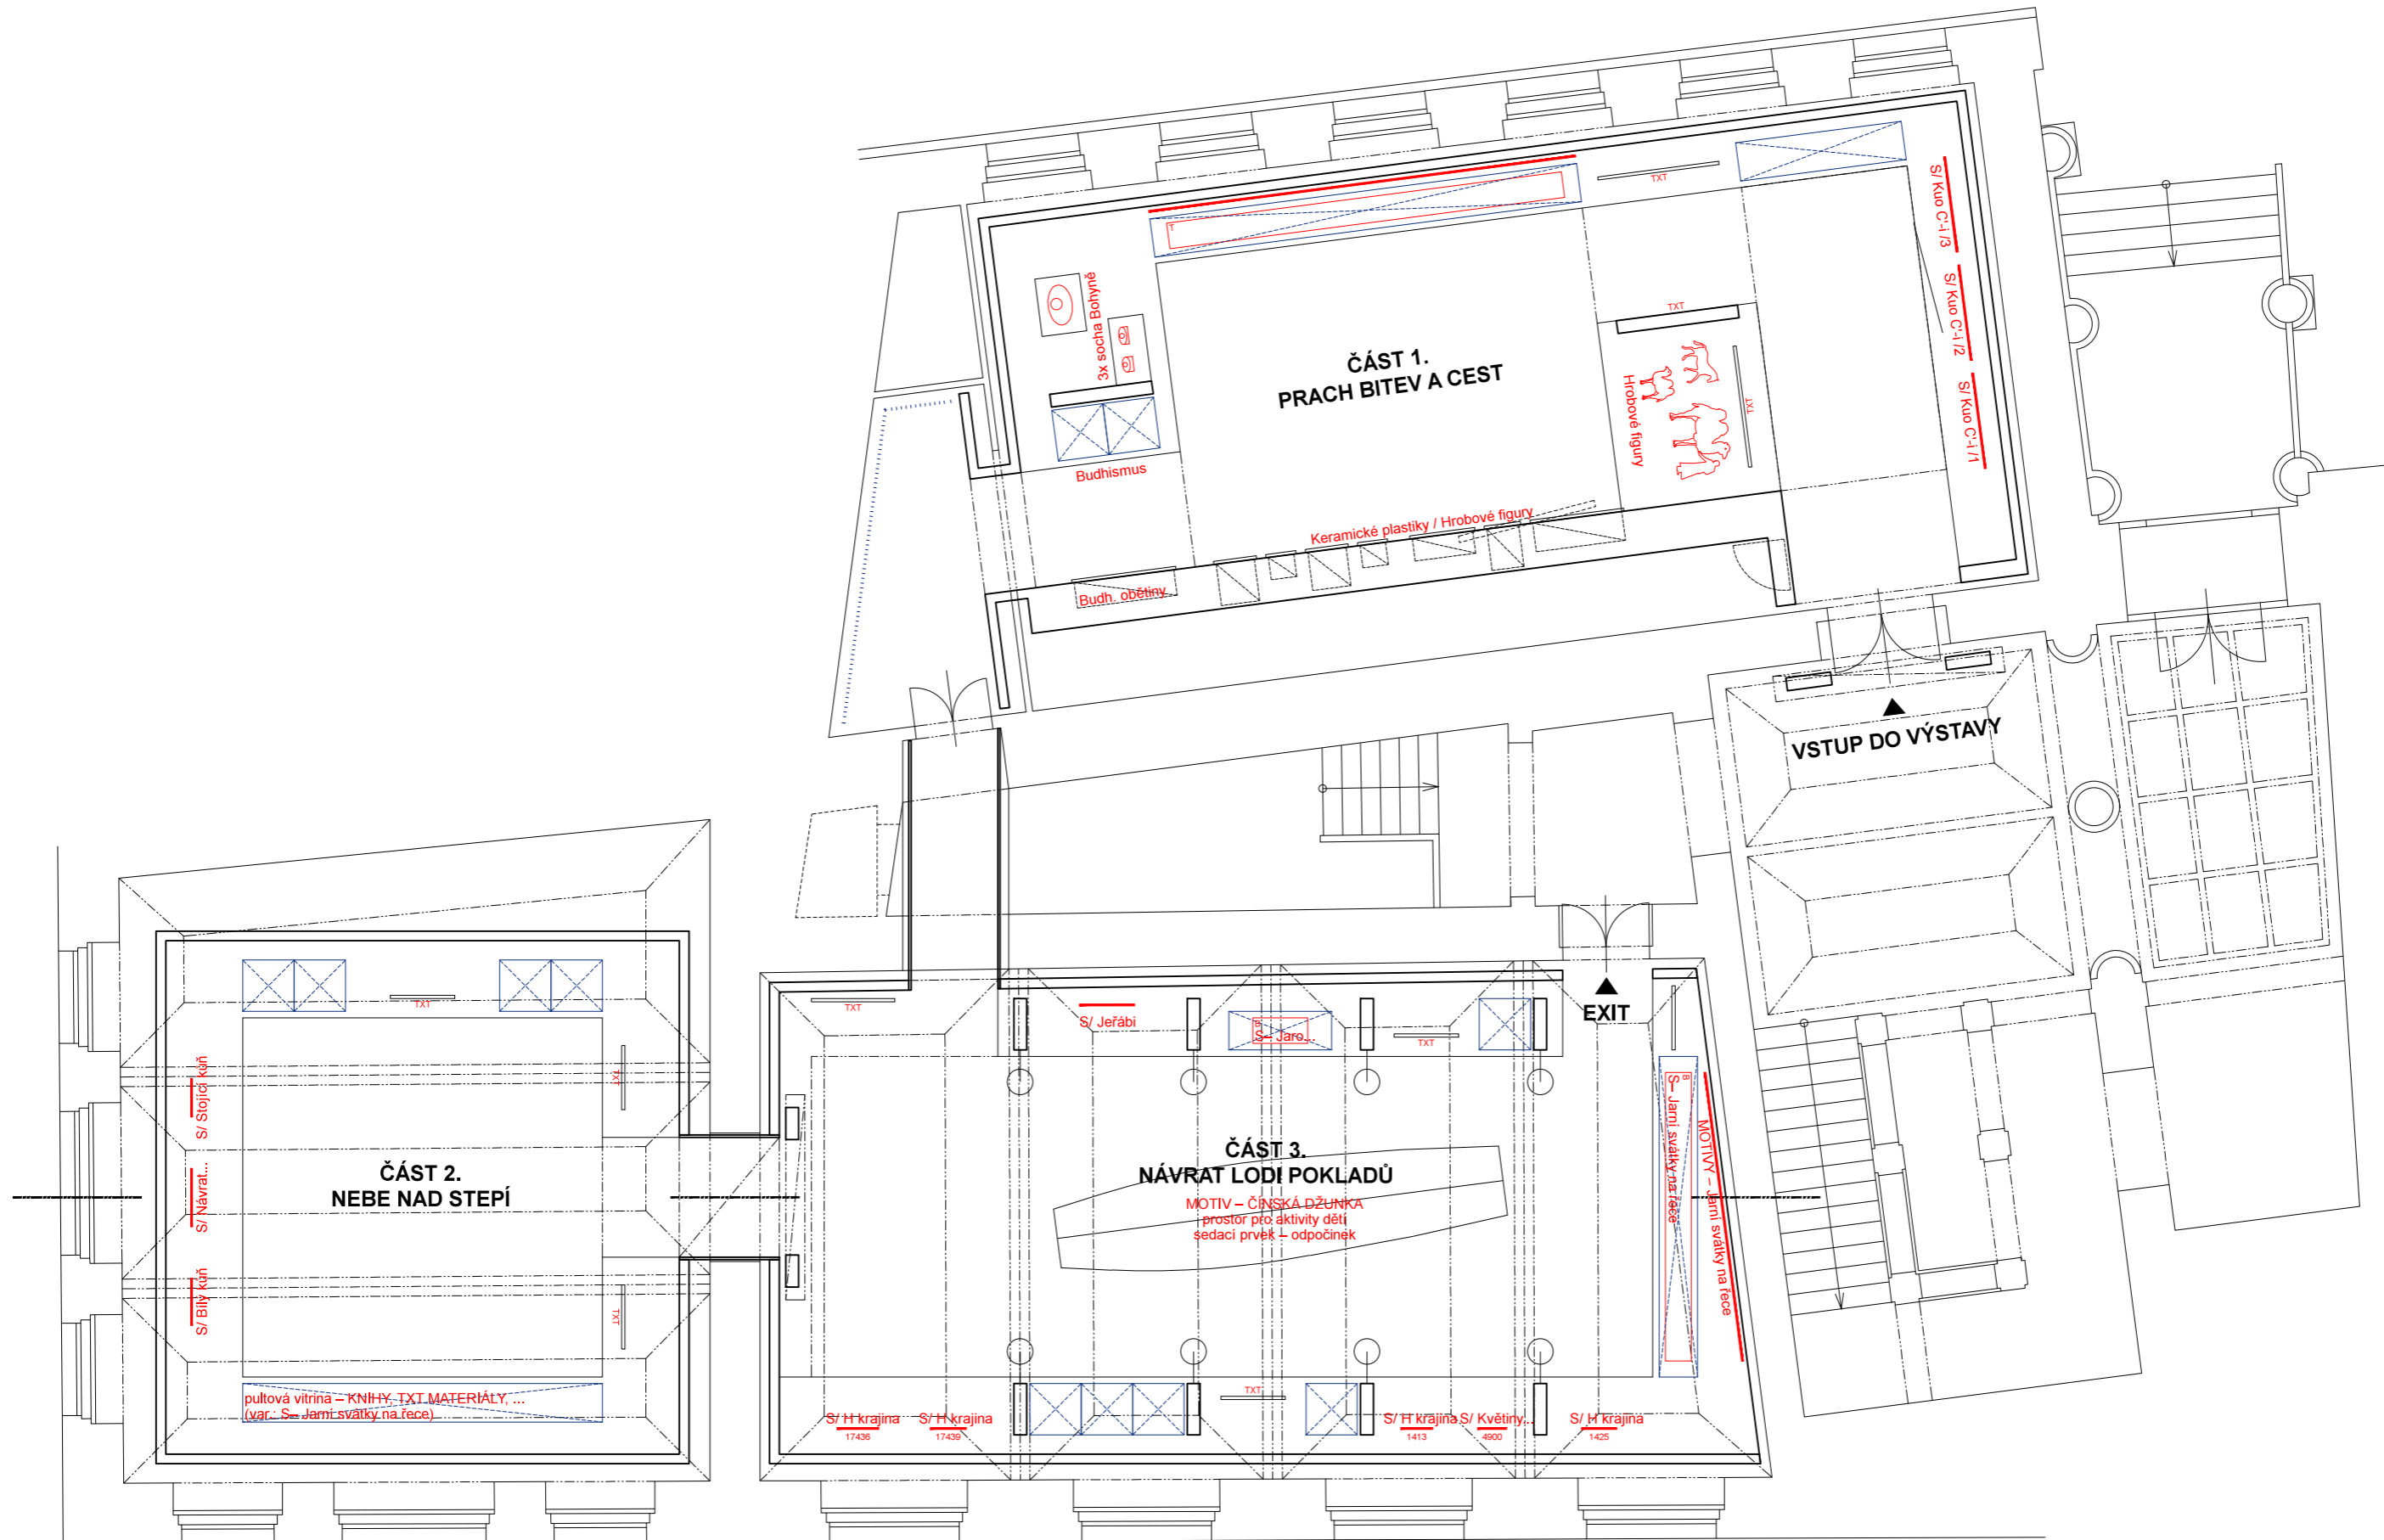 TXT
S/ Kuo C'-i /3
S/ Kuo C'-i /2
S/ Kuo C'-i /1
T
3x socha Bohyně
ČÁST 1.
PRACH BITEV A CEST
TXT
TXT
Hrobové figury
Budhismus
Keramické plastiky / Hrobové figury
Budh. obětiny
VSTUP DO VÝSTAVY
TXT
TXT
S/ Stojící kůň
S/ Návrat...
S/ Bílý kůň
ČÁST 2.
NEBE NAD STEPÍ
TXT
pultová vitrina – KNIHY, TXT MATERIÁLY, ...
(var.: S– Jarní svátky na řece)
TXT
S/ Jeřábi
B
S– Jaro...
TXT
EXIT
ČÁST 3.
NÁVRAT LODI POKLADŮ
MOTIV – ČÍNSKÁ DŽUNKA
prostor pro aktivity dětí
sedací prvek – odpočinek
B
S– Jarní svátky na řece
MOTIVY – Jarní svátky na řece
TXT
S/ H krajina
17436
S/ H krajina
17439
S/ H krajina
1413
S/ Květiny...
4900
S/ H krajina
1425